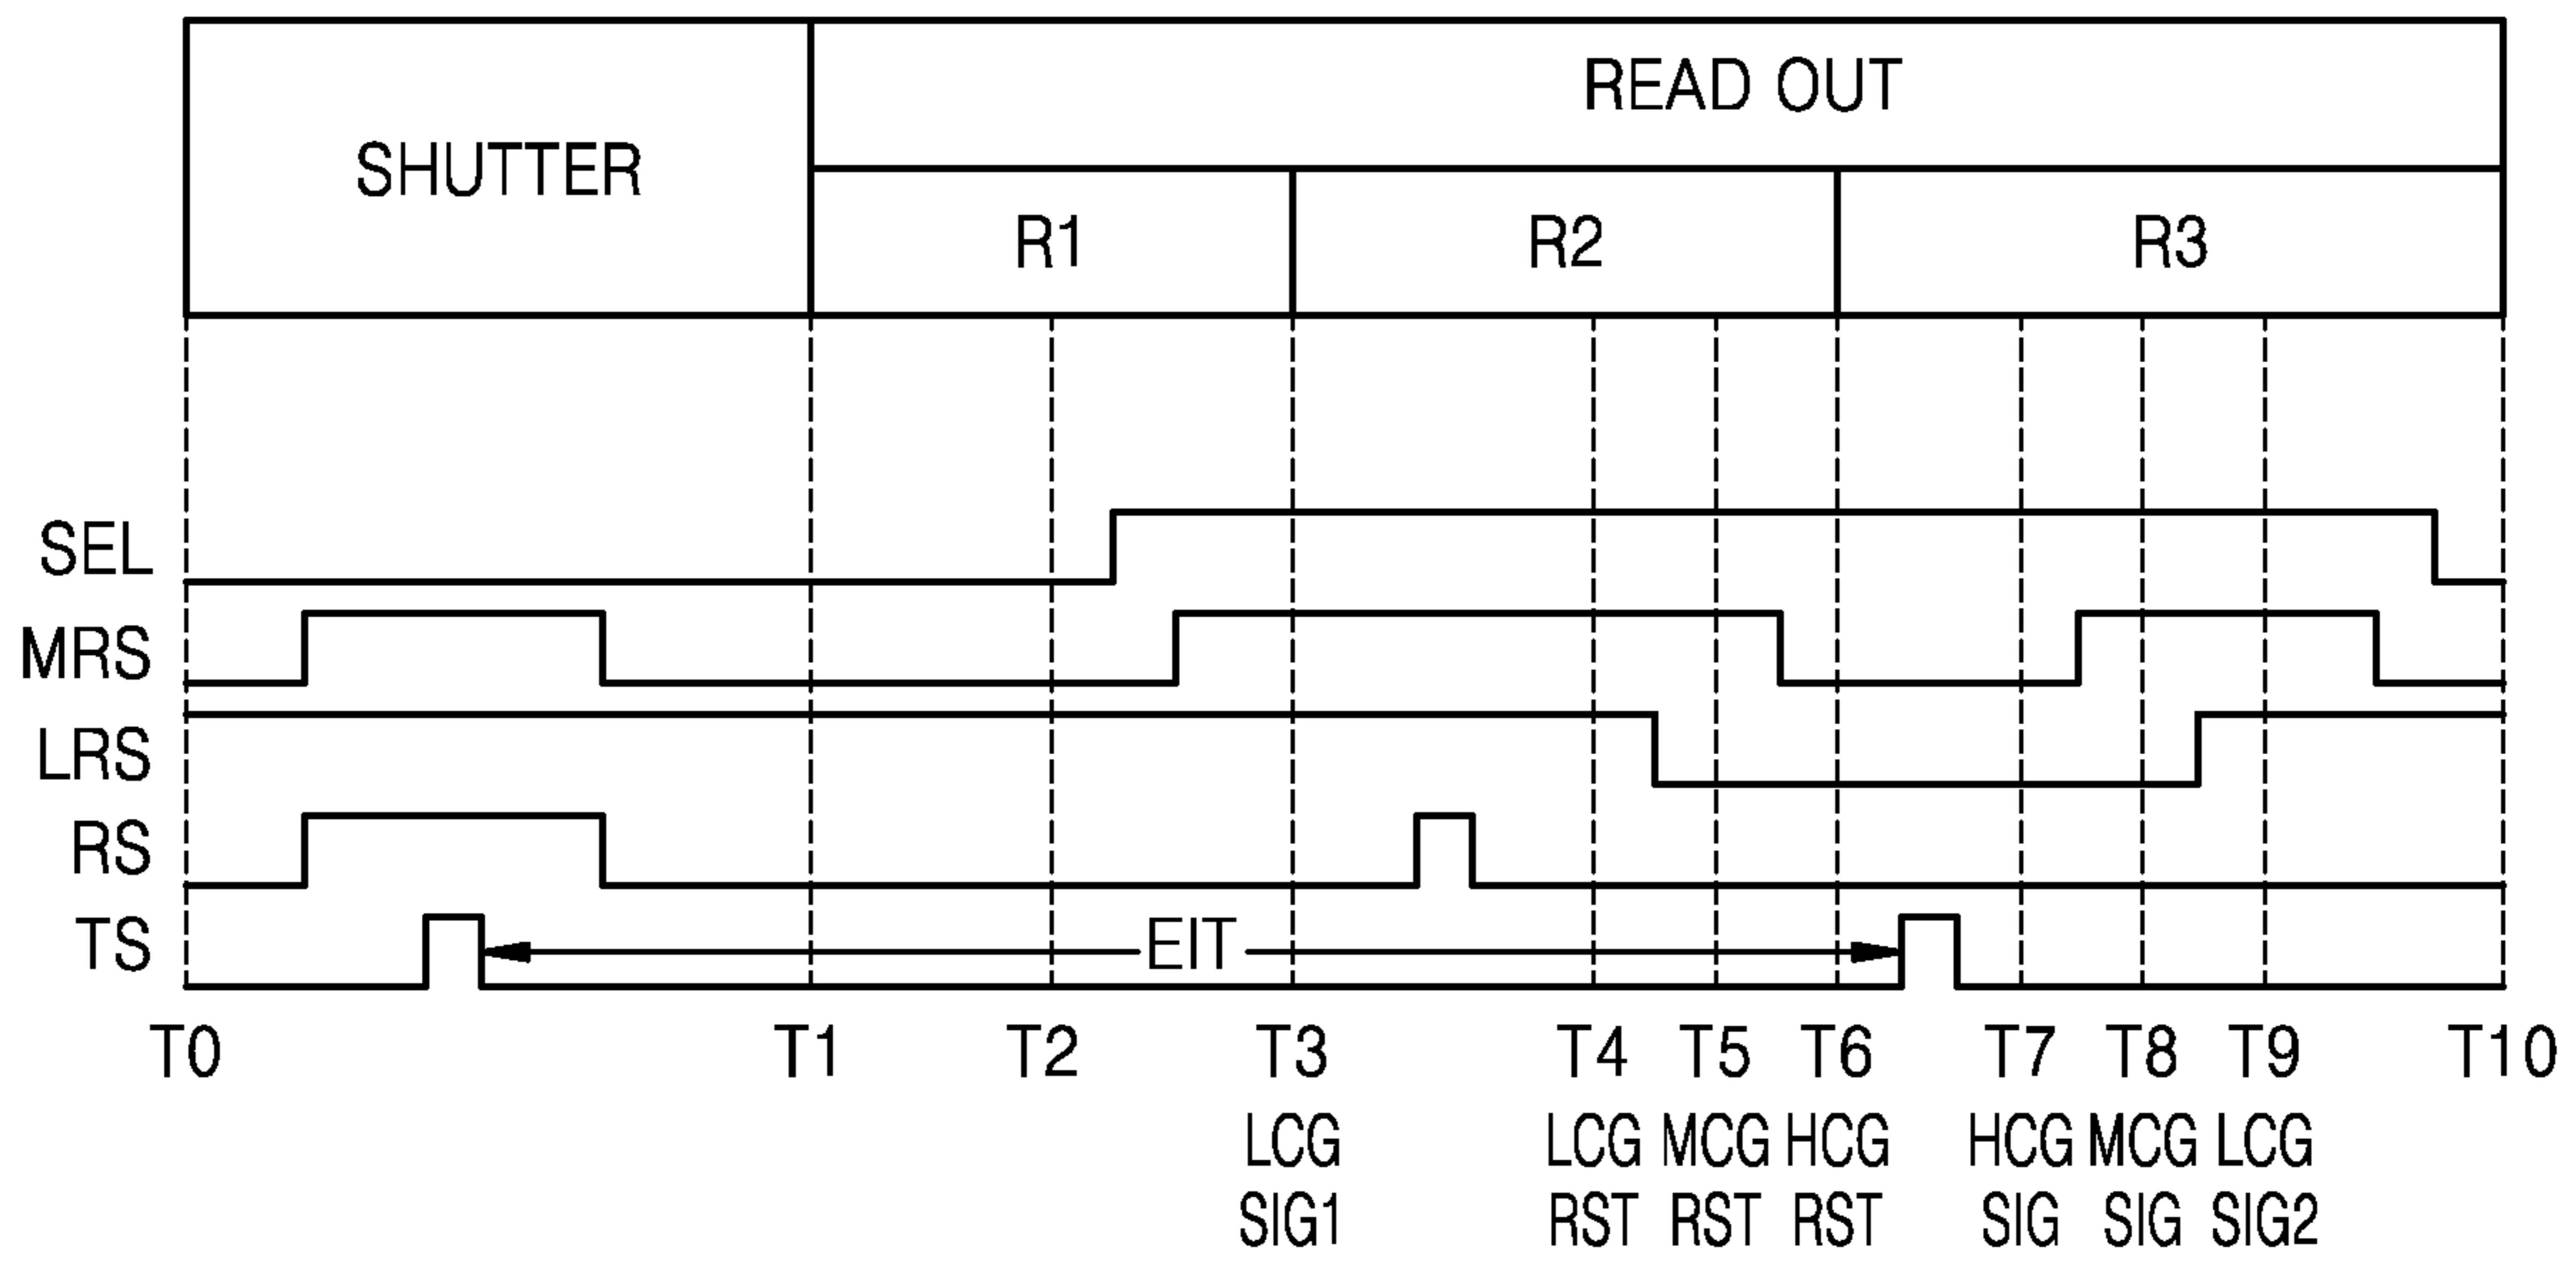 READ OUT
SHUTTER
R1 R2 R3
SEL
MRS
LRS
RS
TS EIT
T0 T1 T2 T3 T4 T5 T6 T7 T8 T9 T10
LCG LCG MCG HCG HCG MCG LCG
SIG1 RST RST RST SIG SIG SIG2